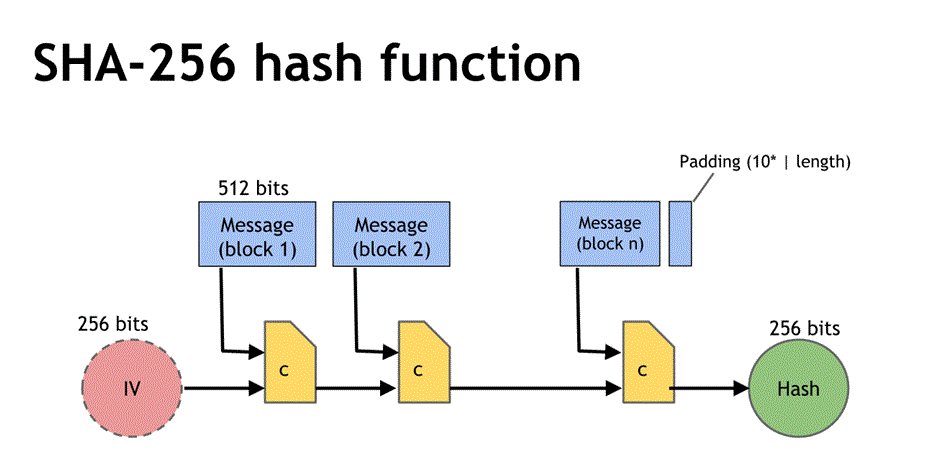 SHA-256 hash function
Padding (10* | length)
512 bits
Message
(block 1)
Message
(block 2)
Message
(block n)
256 bits
256 bits
IV
c
c
c
Hash